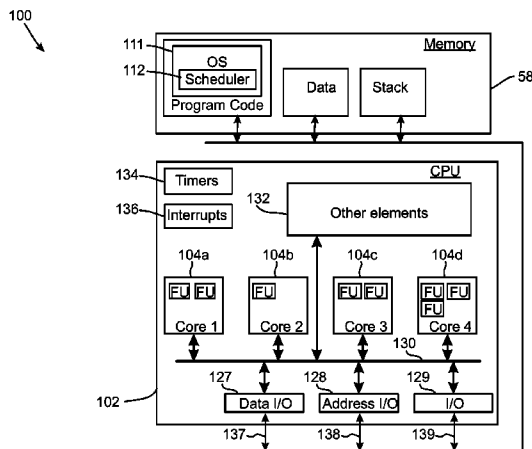 100
111
OS
Memory
112
Scheduler
Program Code
Data
Stack
58
CPU
134
Timers
132
Other elements
136
Interrupts
104a
104b
104c
104d
FU FU
FU
FU FU
FU FU
FU
Core 1
Core 2
Core 3
Core 4
130
127
128
129
102
Data I/O
Address I/O
I/O
137
138
139